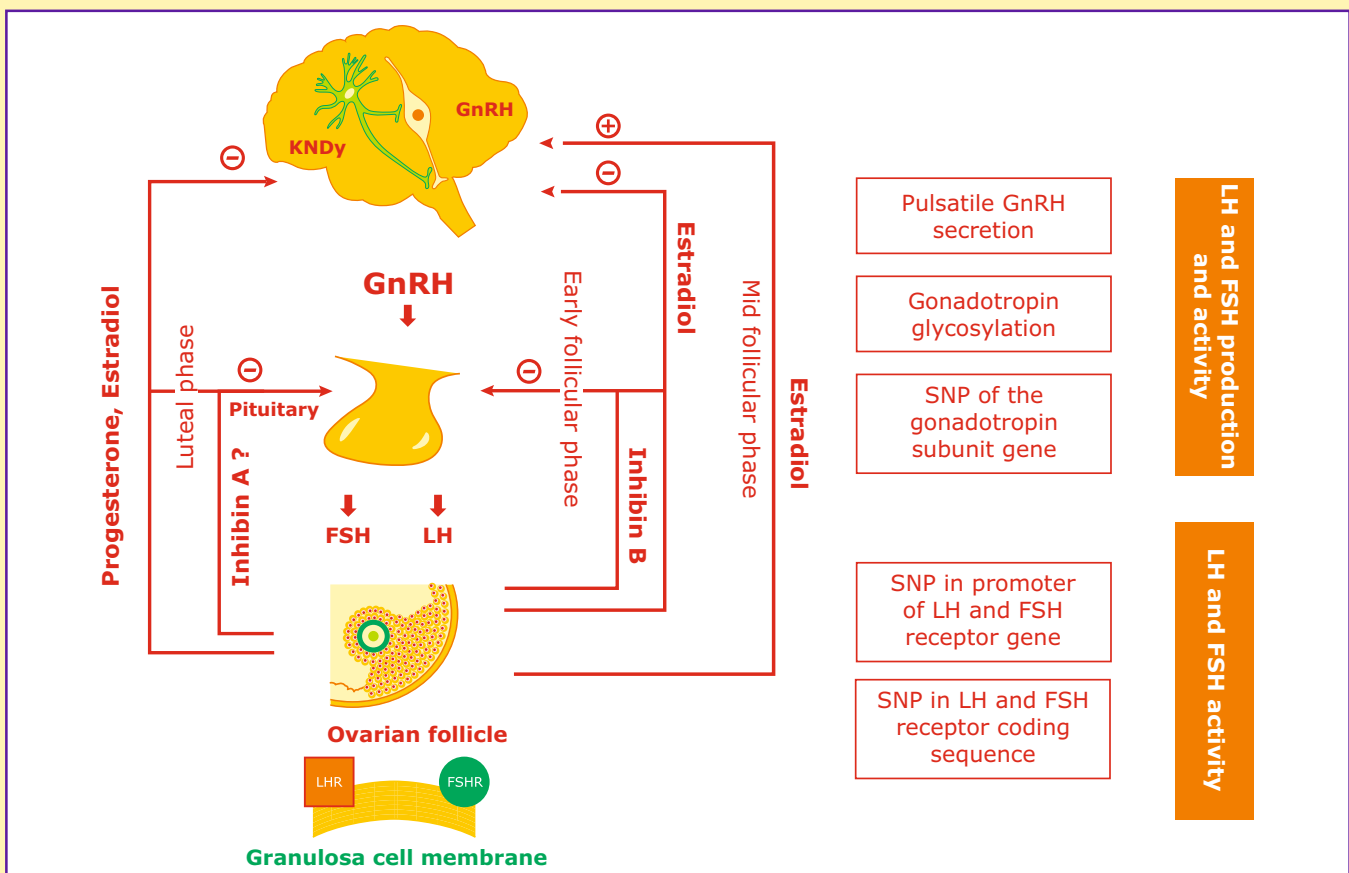 GnRH
KNDy
GnRH
Pituitary
FSH
LH
Ovarian follicle
LHR
FSHR
Granulosa cell membrane
Progesterone, Estradiol
Luteal phase
Inhibin A ?
Early follicular phase
Inhibin B
Estradiol
Mid follicular phase
Estradiol
−
−
+
−
−
Pulsatile GnRH
secretion
Gonadotropin
glycosylation
SNP of the
gonadotropin
subunit gene
LH and FSH production
and activity
SNP in promoter
of LH and FSH
receptor gene
SNP in LH and FSH
receptor coding
sequence
LH and FSH activity